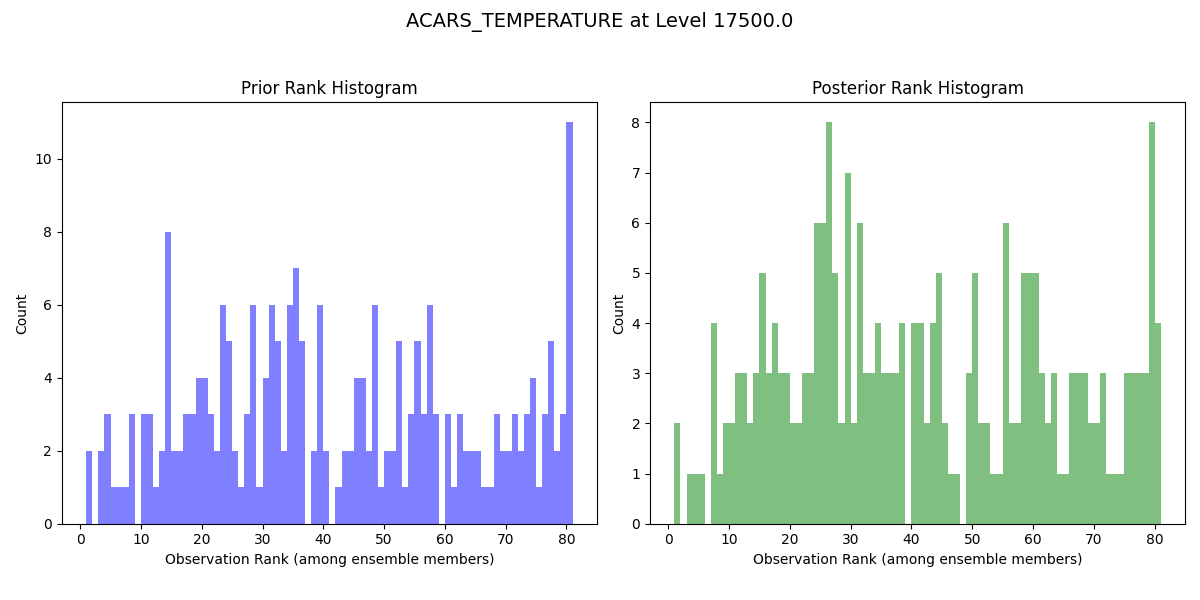 ACARS_TEMPERATURE at Level 17500.0
Prior Rank Histogram
Count
0
2
4
6
8
10
0 10 20 30 40 50 60 70 80
Observation Rank (among ensemble members)
Posterior Rank Histogram
Count
0
1
2
3
4
5
6
7
8
0 10 20 30 40 50 60 70 80
Observation Rank (among ensemble members)